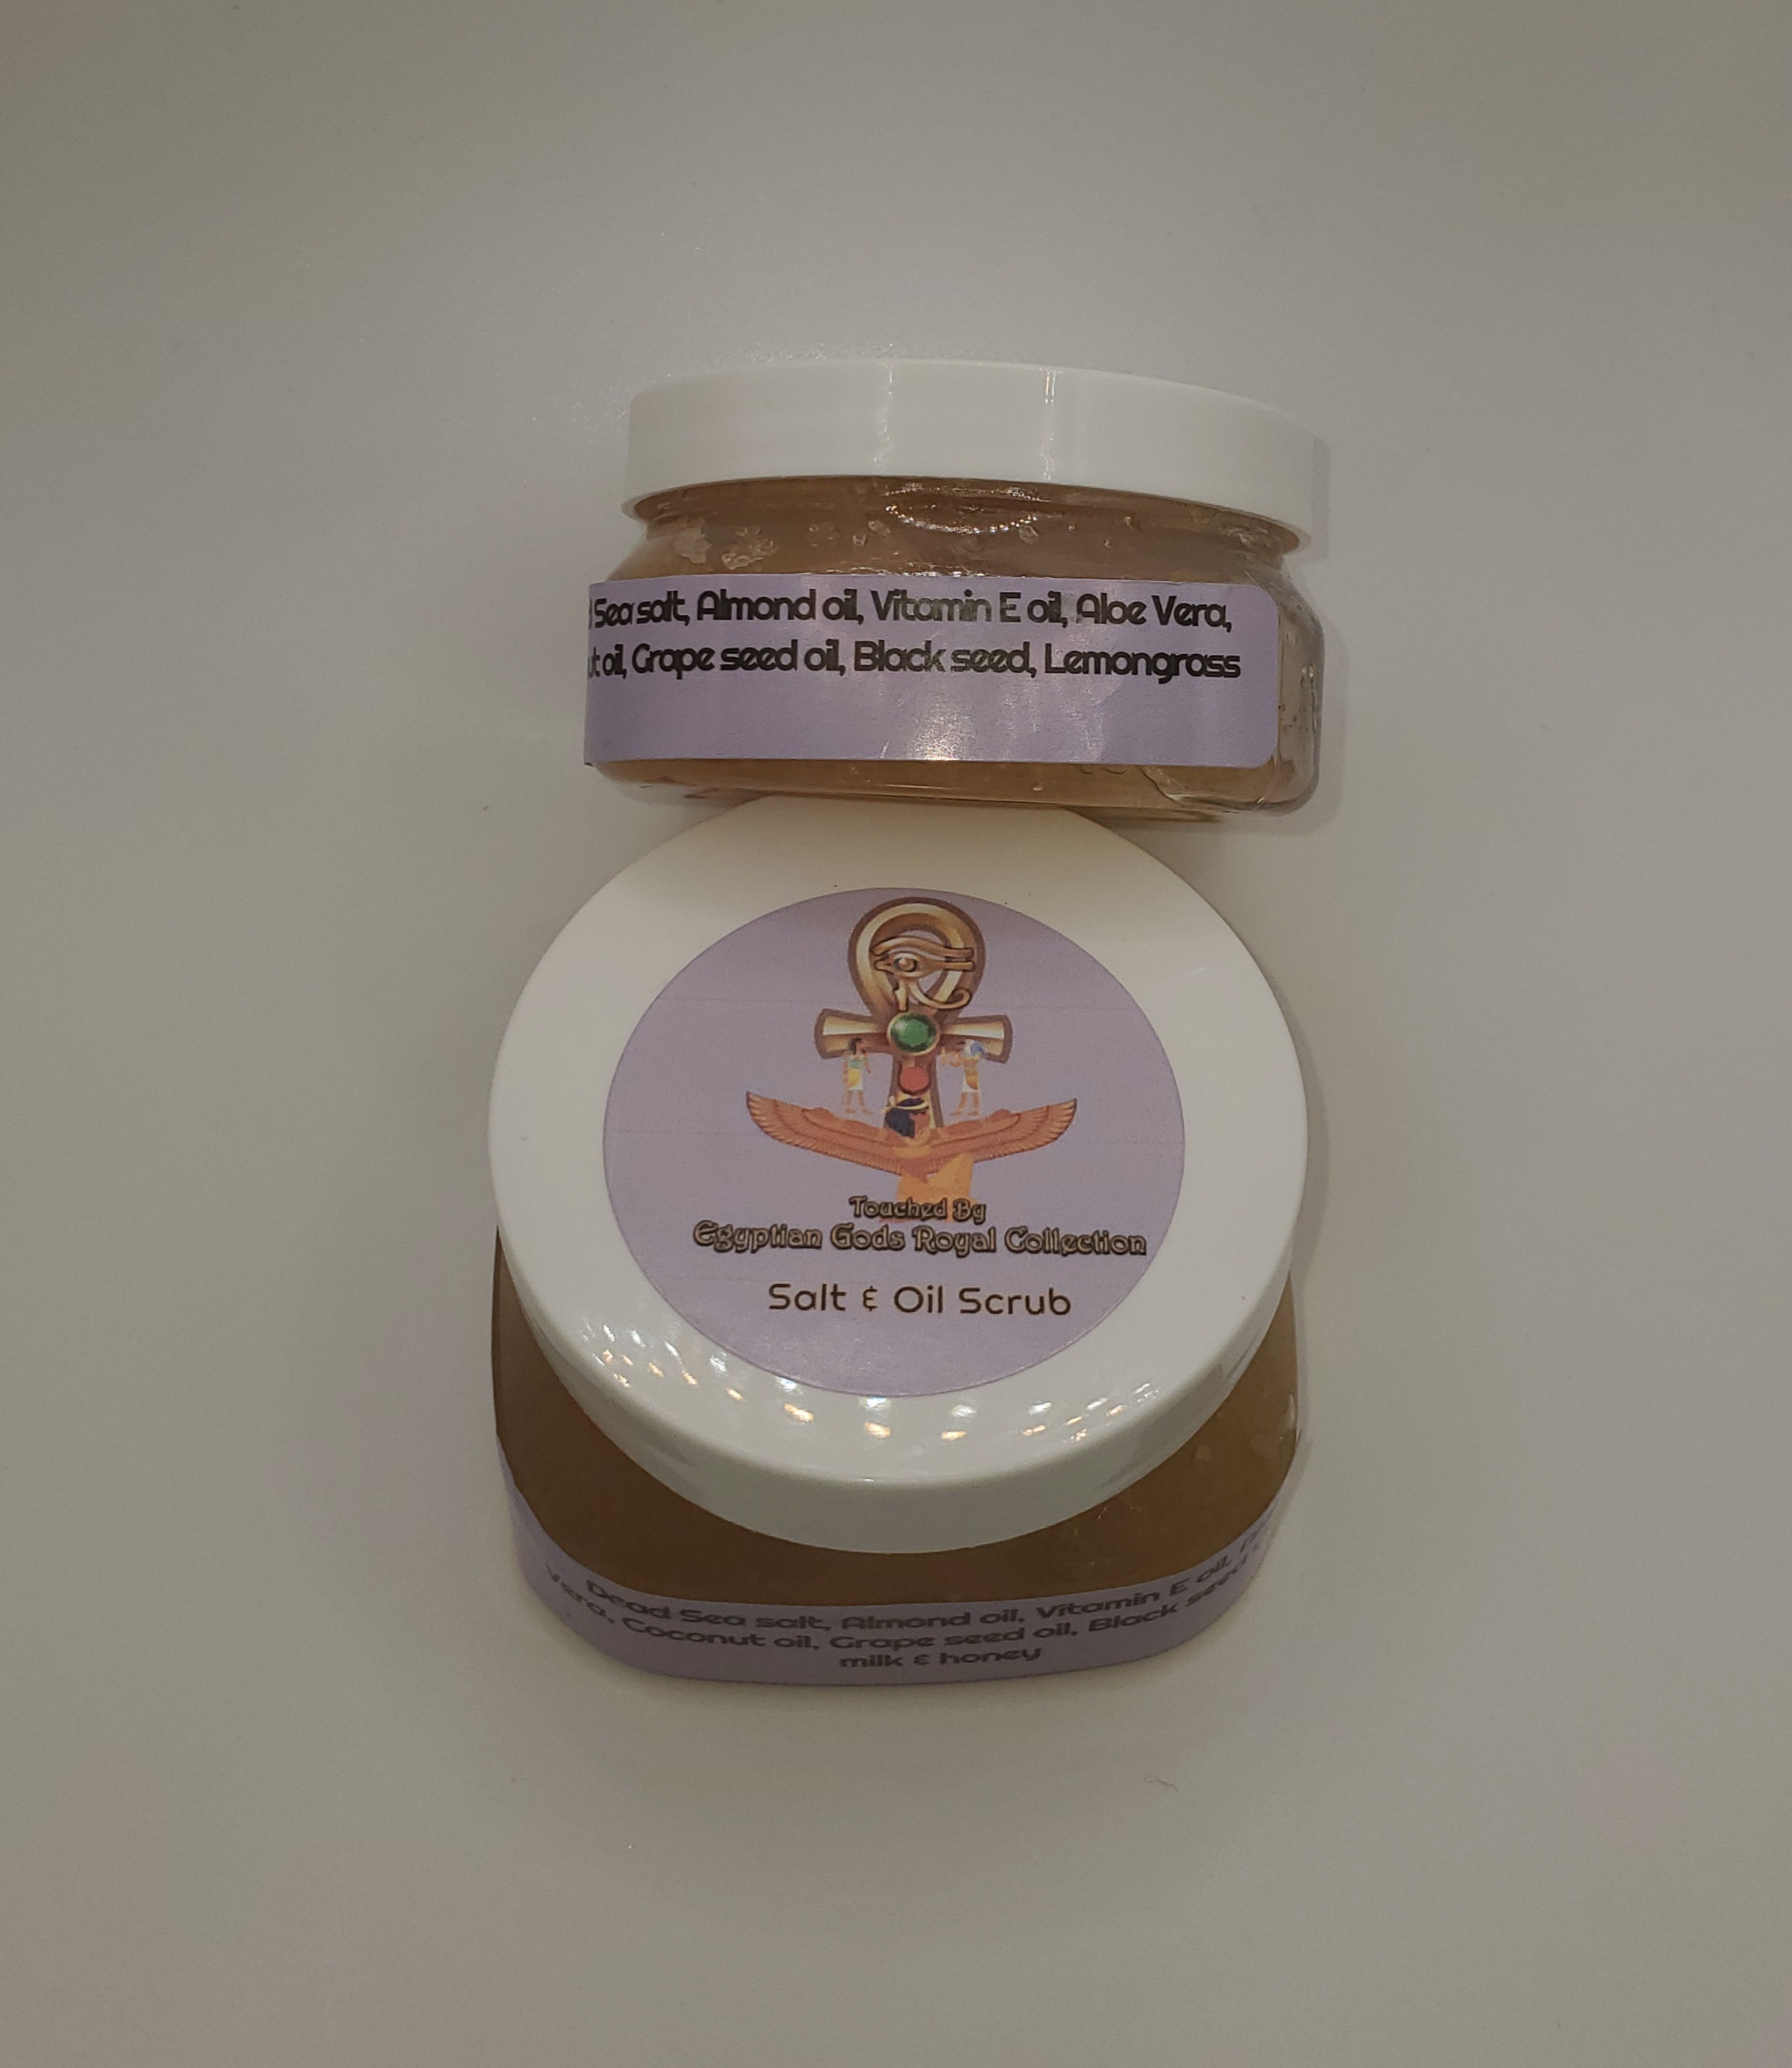 Sea salt, Almond oil, Vitamin E oil, Aloe Vera,
ut oil, Grape seed oil, Black seed, Lemongrass
Touched By
Egyptian Gods Royal Collection
Salt & Oil Scrub
Dead Sea salt, Almond oil, Vitamin E oil,
Vera, Coconut oil, Grape seed oil, Black seed
milk & honey